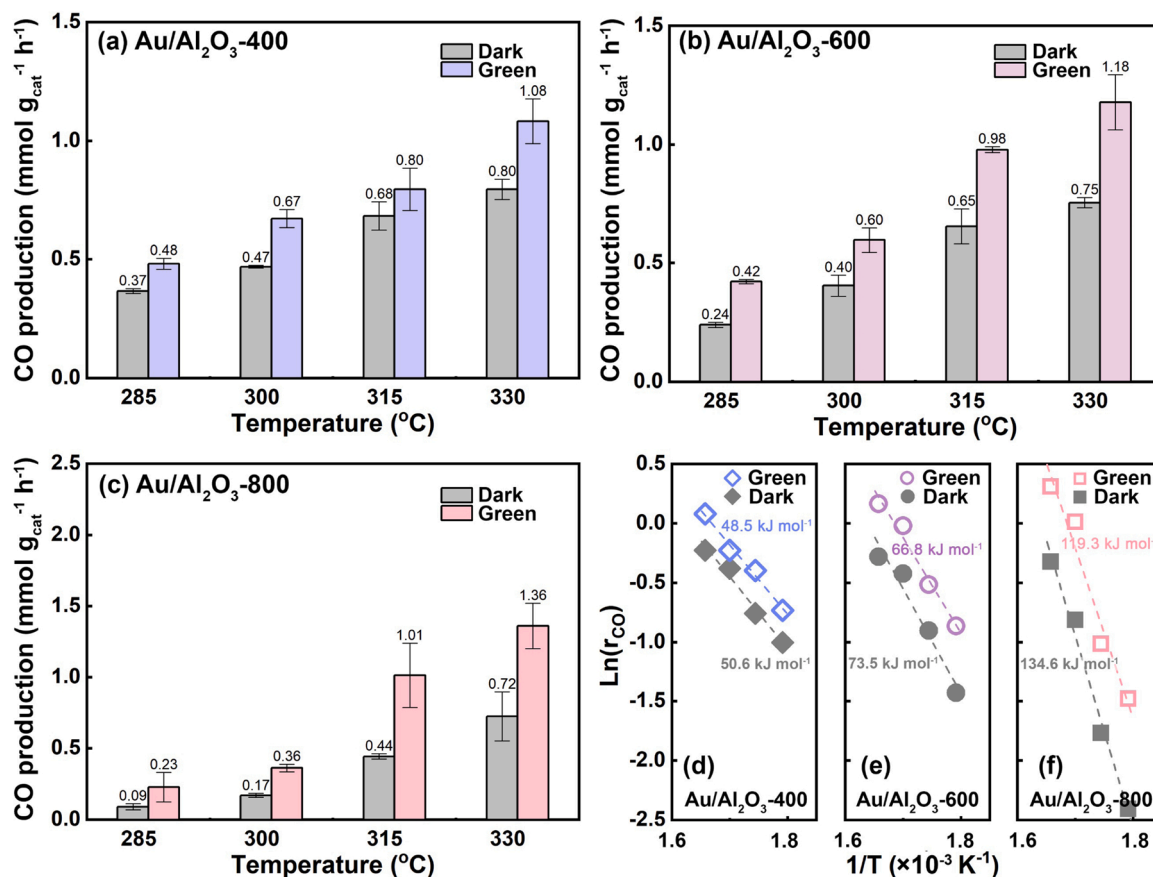 (a) Au/Al₂O₃-400
Dark
Green
CO production (mmol g_cat⁻¹ h⁻¹)
1.5
1.0
0.5
0.0
0.37
0.48
0.47
0.67
0.68
0.80
0.80
1.08
285 300 315 330
Temperature (°C)
(b) Au/Al₂O₃-600
Dark
Green
CO production (mmol g_cat⁻¹ h⁻¹)
1.5
1.0
0.5
0.0
0.24
0.42
0.40
0.60
0.65
0.98
0.75
1.18
285 300 315 330
Temperature (°C)
(c) Au/Al₂O₃-800
Dark
Green
CO production (mmol g_cat⁻¹ h⁻¹)
2.5
2.0
1.5
1.0
0.5
0.0
0.09
0.23
0.17
0.36
0.44
1.01
0.72
1.36
285 300 315 330
Temperature (°C)
Ln(r_CO)
0.5
0.0
-0.5
-1.0
-1.5
-2.0
-2.5
Green
Dark
48.5 kJ mol⁻¹
50.6 kJ mol⁻¹
(d)
Au/Al₂O₃-400
1.6 1.8
Green
Dark
66.8 kJ mol⁻¹
73.5 kJ mol⁻¹
(e)
Au/Al₂O₃-600
1.6 1.8
Green
Dark
119.3 kJ mol⁻¹
134.6 kJ mol⁻¹
(f)
Au/Al₂O₃-800
1.6 1.8
1/T (×10⁻³ K⁻¹)